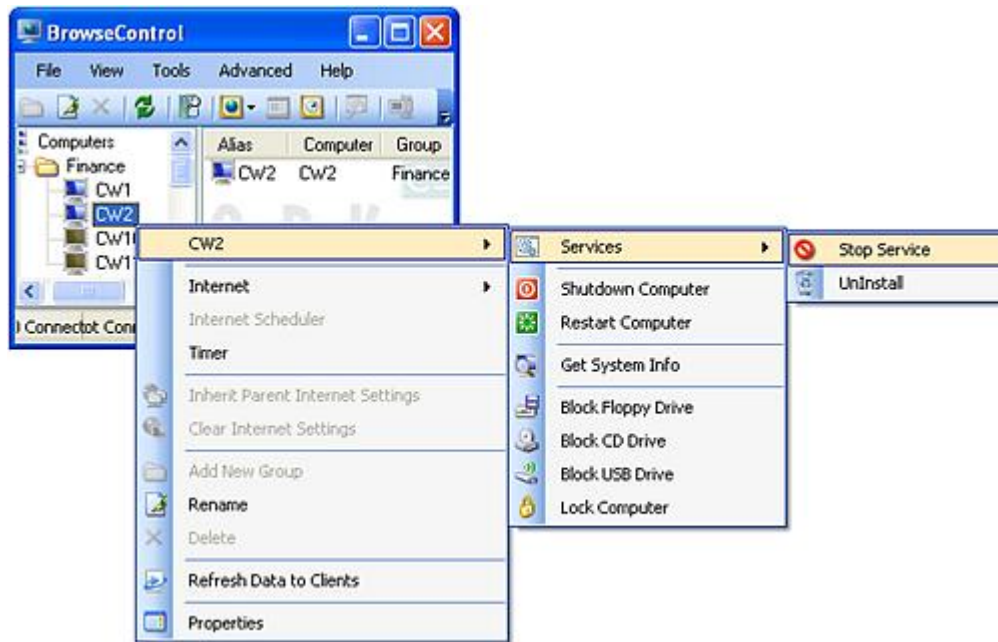 BrowseControl
File View Tools Advanced Help
Computers
Finance
CW1
CW2
CW1
CW1
Alias Computer Group
CW2 CW2 Finance
CW2
Internet
Internet Scheduler
Timer
Inherit Parent Internet Settings
Clear Internet Settings
Add New Group
Rename
Delete
Refresh Data to Clients
Properties
Services
Shutdown Computer
Restart Computer
Get System Info
Block Floppy Drive
Block CD Drive
Block USB Drive
Lock Computer
Stop Service
UnInstall